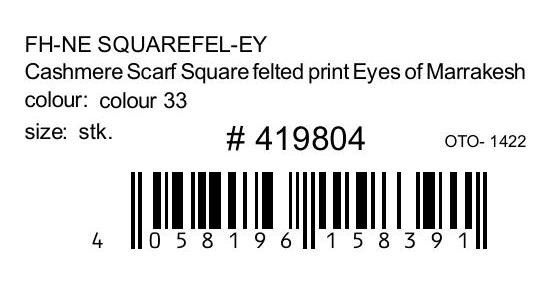 FH-NE SQUAREFEL-EY
Cashmere Scarf Square felted print Eyes of Marrakesh
colour: colour 33
size: stk.
# 419804
OTO- 1422
4 058196 158391